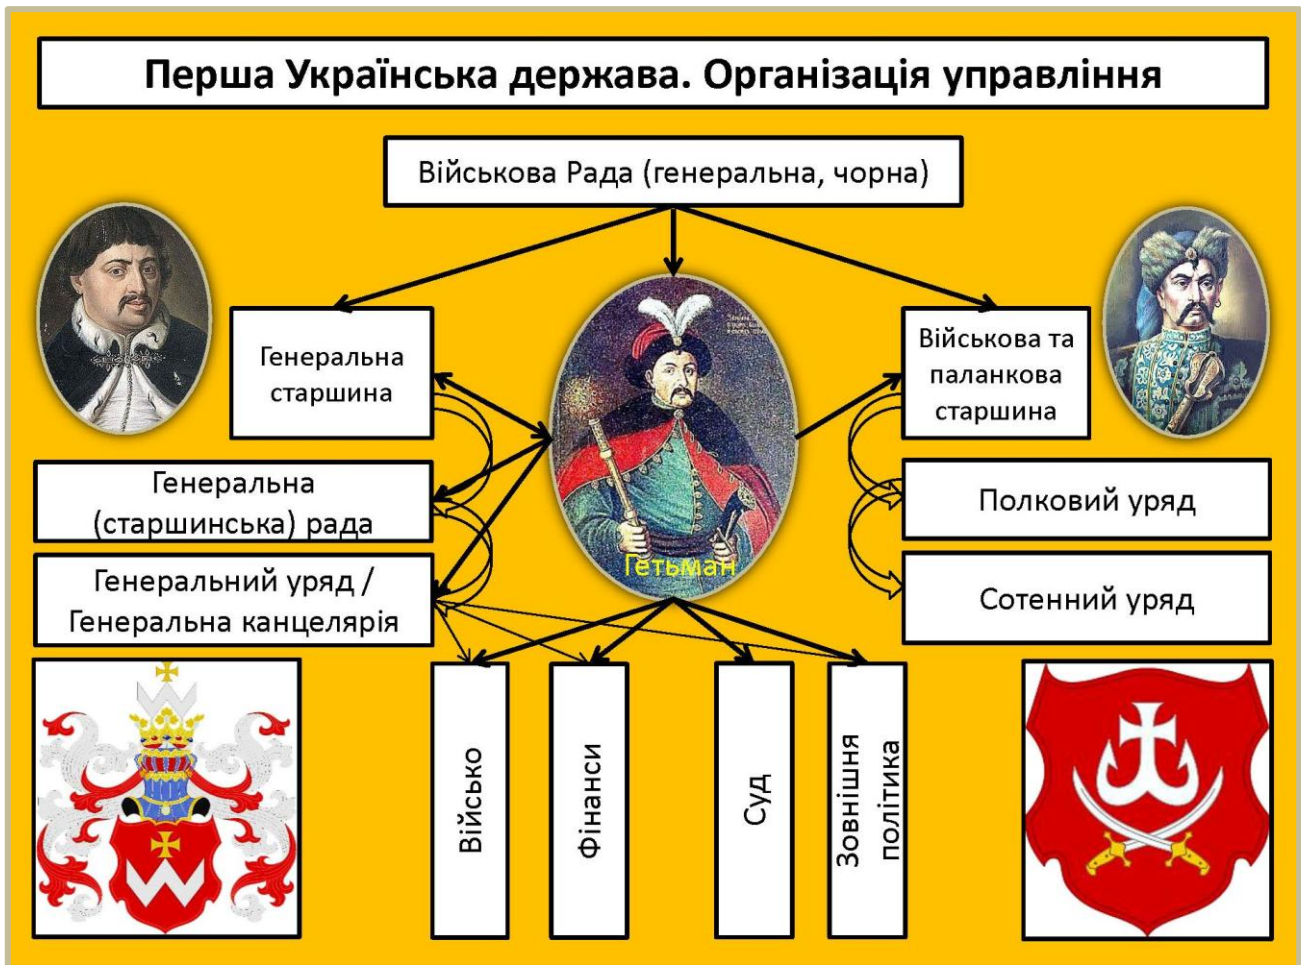 Перша Українська держава. Організація управління
Військова Рада (генеральна, чорна)
Генеральна
старшина
Військова та
паланкова
старшина
Генеральна
(старшинська) рада
Полковий уряд
Гетьман
Генеральний уряд /
Генеральна канцелярія
Сотенний уряд
Військо
Фінанси
Суд
Зовнішня
політика